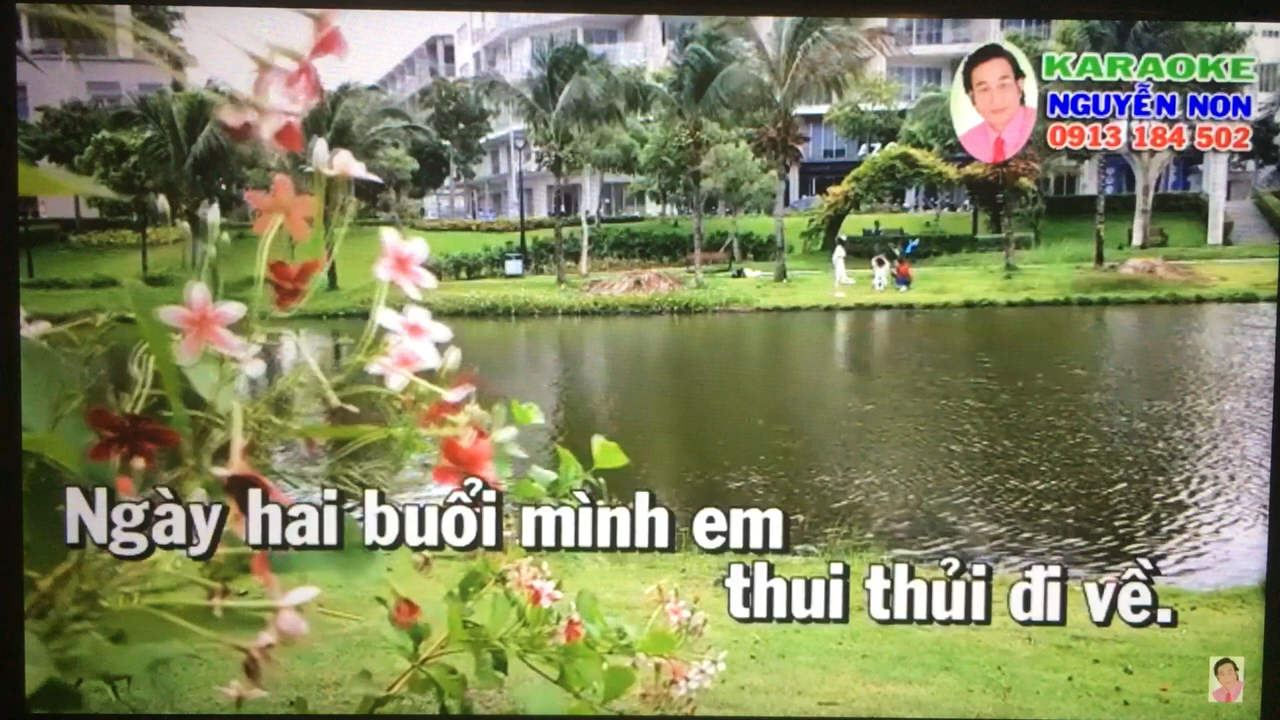 KARAOKE
NGUYỄN NON
0913 184 502
Ngày hai buổi mình em
thui thủi đi về.